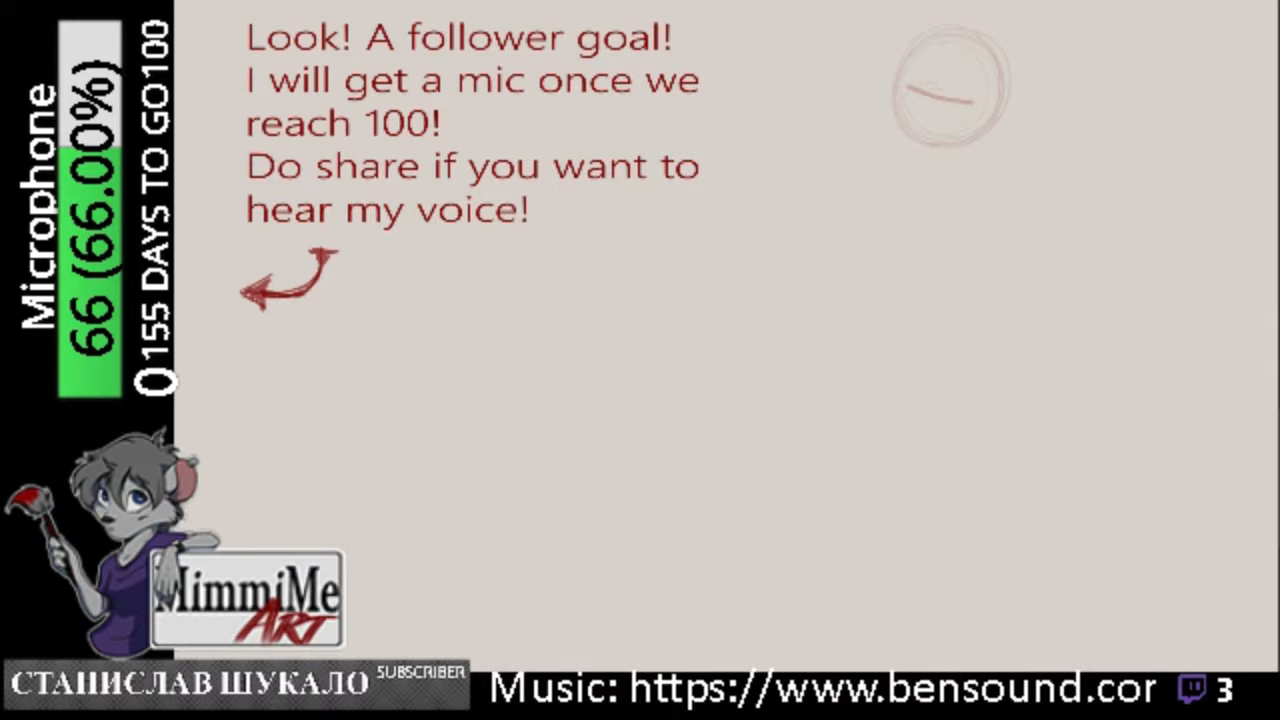 Look! A follower goal!
I will get a mic once we
reach 100!
Do share if you want to
hear my voice!
Microphone
66 (66.00%)
0 155 DAYS TO GO 100
MimmiMe
ART
СТАНИСЛАВ ШУКАЛО SUBSCRIBER
Music: https://www.bensound.cor
3